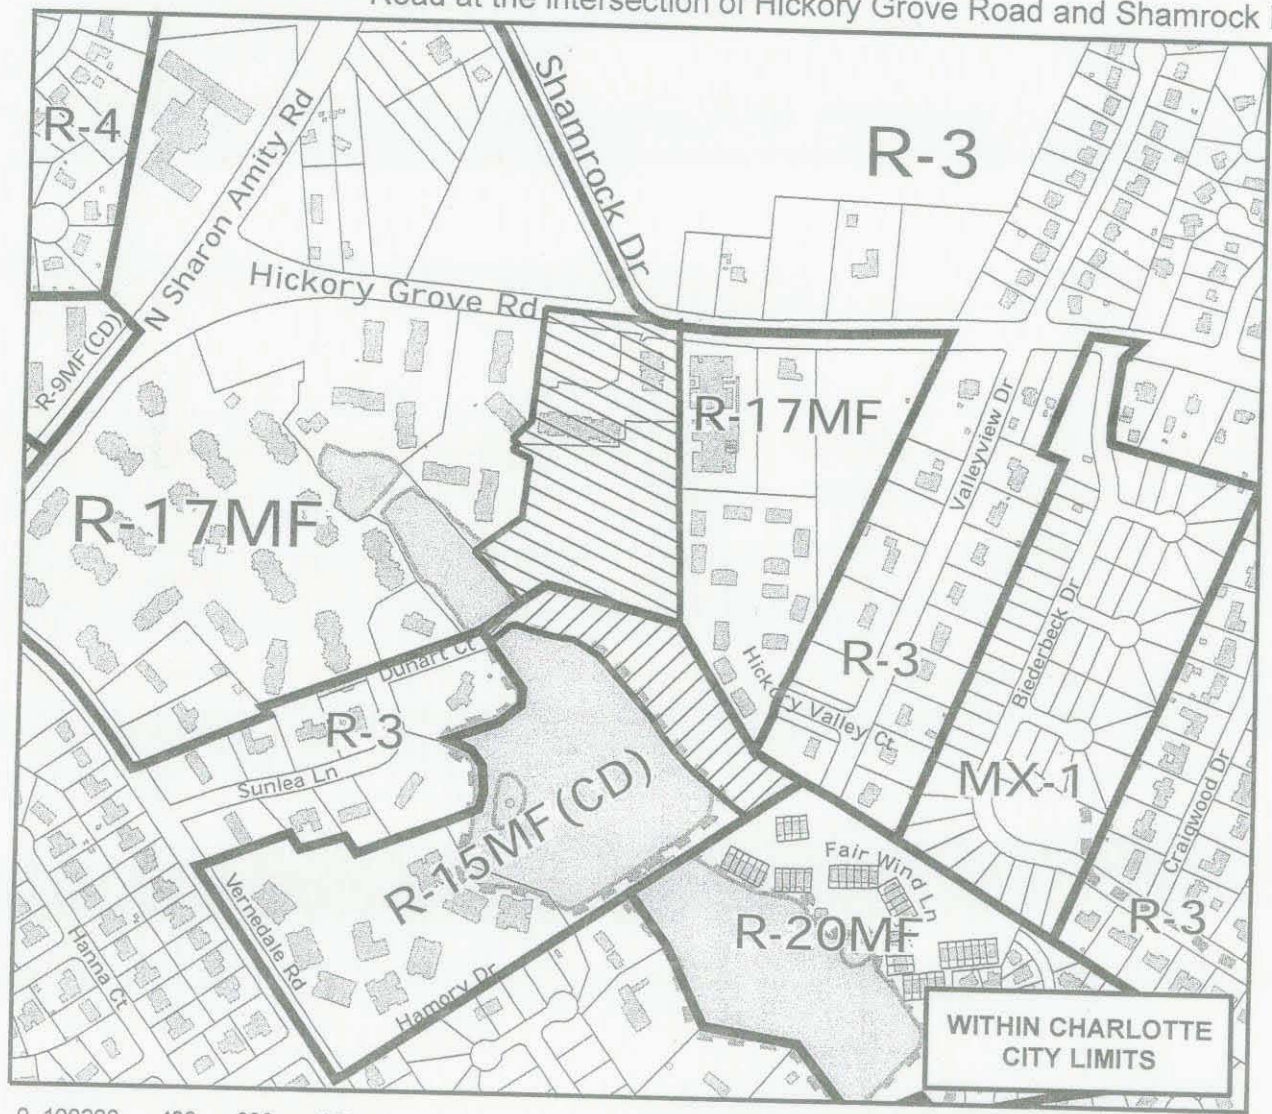 Road at the intersection of Hickory Grove Road and Shamrock
R-4
N Sharon Amity Rd
Shamrock Dr
R-3
Hickory Grove Rd
R-9MF(CD)
R-17MF
R-17MF
Valleyview Dr
R-3
Biederbeck Dr
Hickory Valley Ct
Dunart Ct
R-3
Sunlea Ln
MX-1
Craigwood Dr
R-15MF(CD)
Fair Wind Ln
R-20MF
R-3
Vernedale Rd
Hanna Ct
Hamory Dr
WITHIN CHARLOTTE
CITY LIMITS